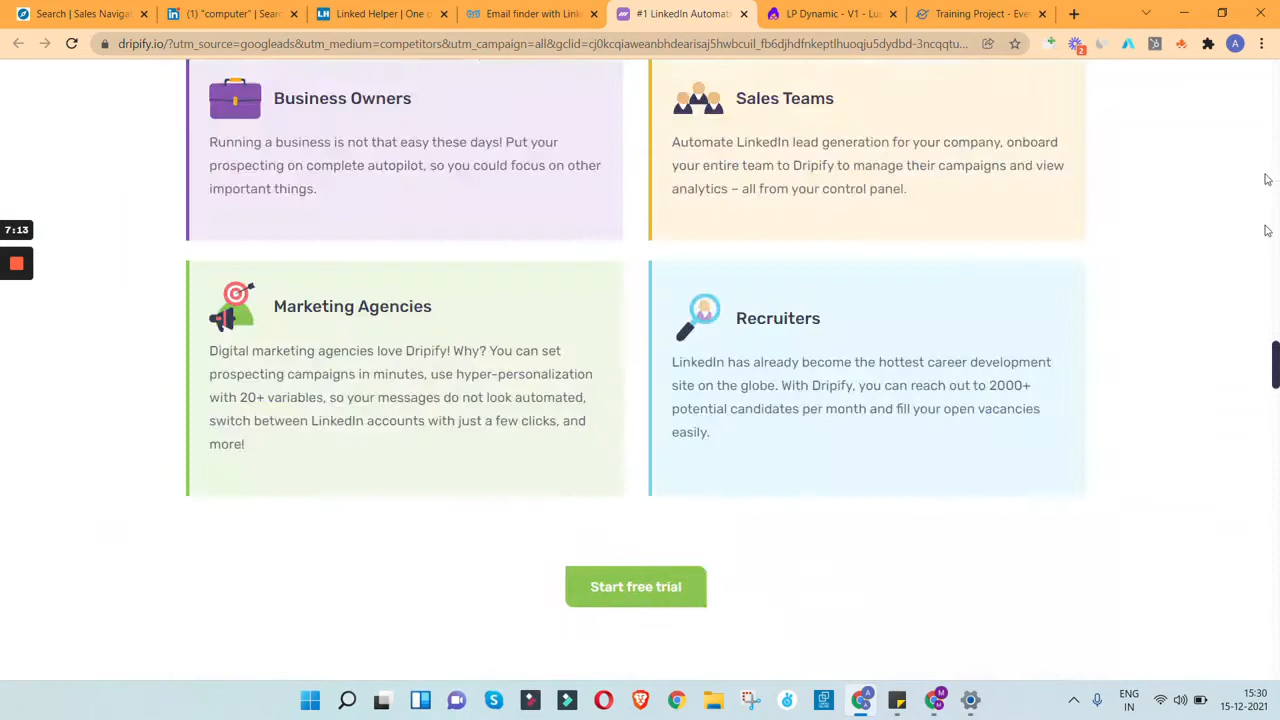 Search | Sales Navigat
(1) "computer" | Sear
Linked Helper | One c
Email finder with Link
#1 LinkedIn Automat
LP Dynamic - V1 - Lu
Training Project - Eve
dripify.io/?utm_source=googleads&utm_medium=competitors&utm_campaign=all&gclid=cj0kcqiaweanbhdearisaj5hwbcuil_fb6djhdfnkeptlhuoqju5dydbd-3ncqqtu...
2
A
Business Owners
Running a business is not that easy these days! Put your
prospecting on complete autopilot, so you could focus on other
important things.
Sales Teams
Automate LinkedIn lead generation for your company, onboard
your entire team to Dripify to manage their campaigns and view
analytics – all from your control panel.
7:13
Marketing Agencies
Digital marketing agencies love Dripify! Why? You can set
prospecting campaigns in minutes, use hyper-personalization
with 20+ variables, so your messages do not look automated,
switch between LinkedIn accounts with just a few clicks, and
more!
Recruiters
LinkedIn has already become the hottest career development
site on the globe. With Dripify, you can reach out to 2000+
potential candidates per month and fill your open vacancies
easily.
Start free trial
ENG
IN
15:30
15-12-2021